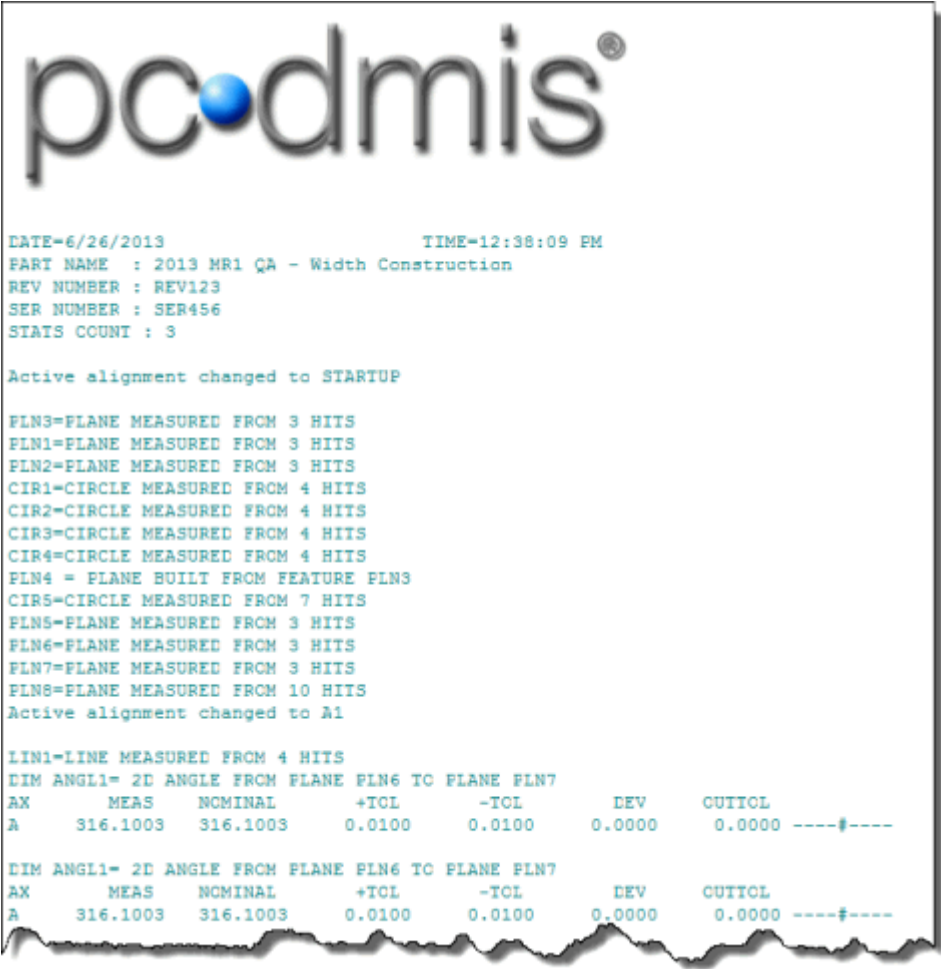 pc•dmis®
DATE=6/26/2013 TIME=12:38:09 PM
PART NAME : 2013 MR1 QA - Width Construction
REV NUMBER : REV123
SER NUMBER : SER456
STATS COUNT : 3
Active alignment changed to STARTUP
PLN3=PLANE MEASURED FROM 3 HITS
PLN1=PLANE MEASURED FROM 3 HITS
PLN2=PLANE MEASURED FROM 3 HITS
CIR1=CIRCLE MEASURED FROM 4 HITS
CIR2=CIRCLE MEASURED FROM 4 HITS
CIR3=CIRCLE MEASURED FROM 4 HITS
CIR4=CIRCLE MEASURED FROM 4 HITS
PLN4 = PLANE BUILT FROM FEATURE PLN3
CIR5=CIRCLE MEASURED FROM 7 HITS
PLN5=PLANE MEASURED FROM 3 HITS
PLN6=PLANE MEASURED FROM 3 HITS
PLN7=PLANE MEASURED FROM 3 HITS
PLN8=PLANE MEASURED FROM 10 HITS
Active alignment changed to A1
LIN1=LINE MEASURED FROM 4 HITS
DIM ANGL1= 2D ANGLE FROM PLANE PLN6 TO PLANE PLN7
AX MEAS NOMINAL +TOL -TOL DEV OUTTOL
A 316.1003 316.1003 0.0100 0.0100 0.0000 0.0000 ----#----
DIM ANGL1= 2D ANGLE FROM PLANE PLN6 TO PLANE PLN7
AX MEAS NOMINAL +TOL -TOL DEV OUTTOL
A 316.1003 316.1003 0.0100 0.0100 0.0000 0.0000 ----#----